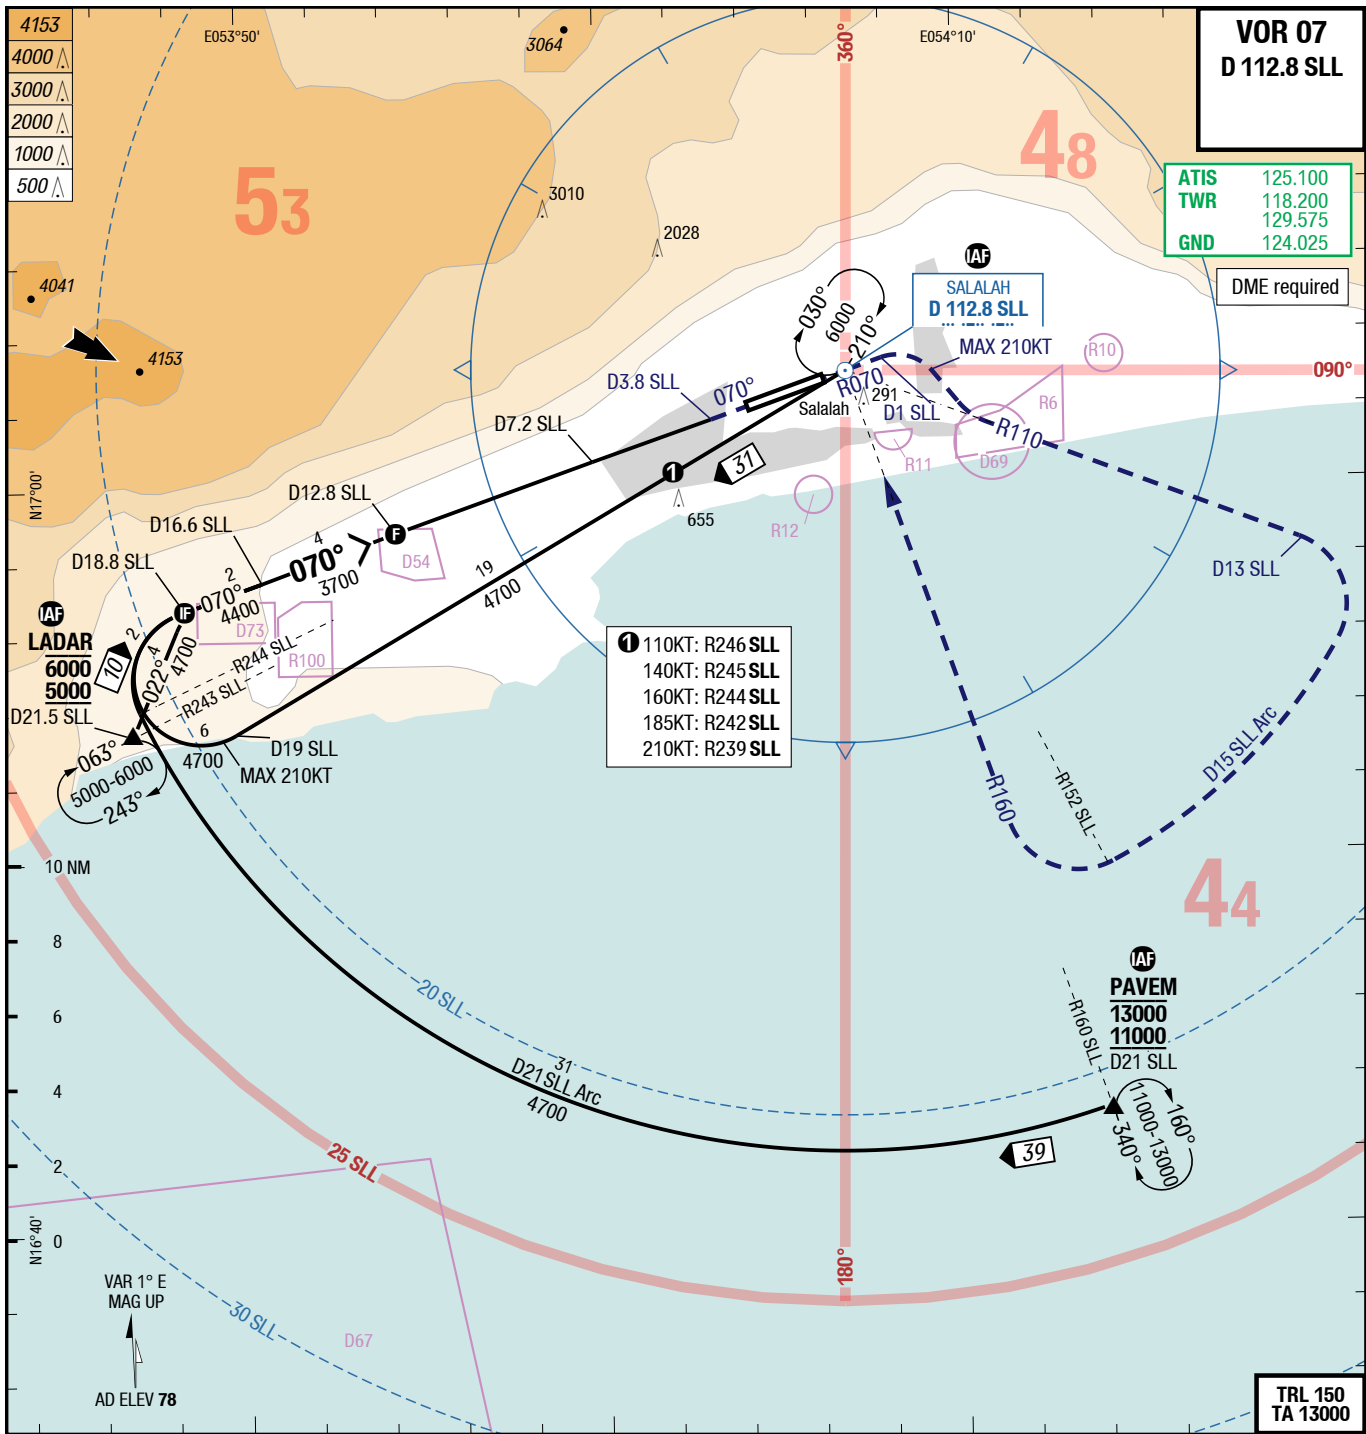 4153
4000
3000
2000
1000
500
E053°50'
3064
360°
E054°10'
VOR 07
D 112.8 SLL
53
48
ATIS 125.100
TWR 118.200
129.575
GND 124.025
DME required
3010
2028
4041
4153
IAF
SALALAH
D 112.8 SLL
030°
6000
210°
MAX 210KT
R10
090°
D3.8 SLL
070°
R070
Salalah
291
D1 SLL
R6
R110
D7.2 SLL
31
R11
D69
1
655
R12
N17°00'
D12.8 SLL
F
D16.6 SLL
4
070°
3700
D54
D18.8 SLL
2
070°
4400
19
4700
D13 SLL
IAF
LADAR
6000
5000
D21.5 SLL
IF
2
10
4
4700
022°
D73
R100
R244 SLL
R243 SLL
6
4700
D19 SLL
MAX 210KT
063°
5000-6000
243°
1 110KT: R246 SLL
140KT: R245 SLL
160KT: R244 SLL
185KT: R242 SLL
210KT: R239 SLL
D15 SLL Arc
R160
R152 SLL
44
10 NM
8
6
4
2
0
20 SLL
IAF
PAVEM
13000
11000
D21 SLL
R160 SLL
160°
11000-13000
340°
39
31
D21 SLL Arc
4700
25 SLL
N16°40'
180°
VAR 1° E
MAG UP
AD ELEV 78
30 SLL
D67
TRL 150
TA 13000